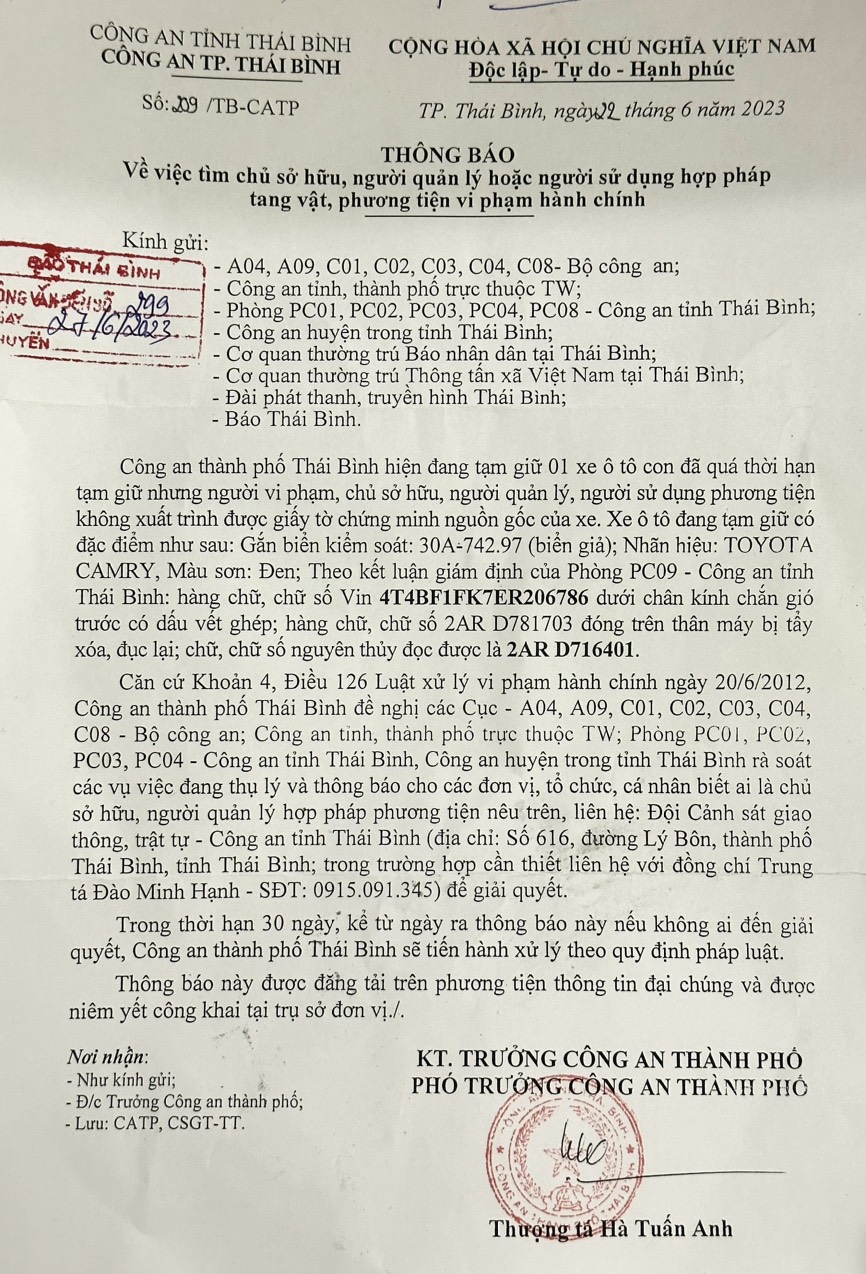 CÔNG AN TỈNH THÁI BÌNH
CÔNG AN TP. THÁI BÌNH
CỘNG HÒA XÃ HỘI CHỦ NGHĨA VIỆT NAM
Độc lập- Tự do - Hạnh phúc
Số: 209 /TB-CATP
TP. Thái Bình, ngày 22 tháng 6 năm 2023
THÔNG BÁO
Về việc tìm chủ sở hữu, người quản lý hoặc người sử dụng hợp pháp
tang vật, phương tiện vi phạm hành chính
Kính gửi:
BÁO THÁI BÌNH
ÔNG VĂN ĐẾN SỐ 299
GÀY 27/6/2023
HUYỂN
- A04, A09, C01, C02, C03, C04, C08- Bộ công an;
- Công an tỉnh, thành phố trực thuộc TW;
- Phòng PC01, PC02, PC03, PC04, PC08 - Công an tỉnh Thái Bình;
- Công an huyện trong tỉnh Thái Bình;
- Cơ quan thường trú Báo nhân dân tại Thái Bình;
- Cơ quan thường trú Thông tấn xã Việt Nam tại Thái Bình;
- Đài phát thanh, truyền hình Thái Bình;
- Báo Thái Bình.
Công an thành phố Thái Bình hiện đang tạm giữ 01 xe ô tô con đã quá thời hạn
tạm giữ nhưng người vi phạm, chủ sở hữu, người quản lý, người sử dụng phương tiện
không xuất trình được giấy tờ chứng minh nguồn gốc của xe. Xe ô tô đang tạm giữ có
đặc điểm như sau: Gắn biển kiểm soát: 30A-742.97 (biển giả); Nhãn hiệu: TOYOTA
CAMRY, Màu sơn: Đen; Theo kết luận giám định của Phòng PC09 - Công an tỉnh
Thái Bình: hàng chữ, chữ số Vin 4T4BF1FK7ER206786 dưới chân kính chắn gió
trước có dấu vết ghép; hàng chữ, chữ số 2AR D781703 đóng trên thân máy bị tẩy
xóa, đục lại; chữ, chữ số nguyên thủy đọc được là 2AR D716401.
Căn cứ Khoản 4, Điều 126 Luật xử lý vi phạm hành chính ngày 20/6/2012,
Công an thành phố Thái Bình đề nghị các Cục - A04, A09, C01, C02, C03, C04,
C08 - Bộ công an; Công an tỉnh, thành phố trực thuộc TW; Phòng PC01, PC02,
PC03, PC04 - Công an tỉnh Thái Bình, Công an huyện trong tỉnh Thái Bình rà soát
các vụ việc đang thụ lý và thông báo cho các đơn vị, tổ chức, cá nhân biết ai là chủ
sở hữu, người quản lý hợp pháp phương tiện nêu trên, liên hệ: Đội Cảnh sát giao
thông, trật tự - Công an tỉnh Thái Bình (địa chỉ: Số 616, đường Lý Bôn, thành phố
Thái Bình, tỉnh Thái Bình; trong trường hợp cần thiết liên hệ với đồng chí Trung
tá Đào Minh Hạnh - SĐT: 0915.091.345) để giải quyết.
Trong thời hạn 30 ngày, kể từ ngày ra thông báo này nếu không ai đến giải
quyết, Công an thành phố Thái Bình sẽ tiến hành xử lý theo quy định pháp luật.
Thông báo này được đăng tải trên phương tiện thông tin đại chúng và được
niêm yết công khai tại trụ sở đơn vị./.
Nơi nhận:
- Như kính gửi;
- Đ/c Trưởng Công an thành phố;
- Lưu: CATP, CSGT-TT.
KT. TRƯỞNG CÔNG AN THÀNH PHỐ
PHÓ TRƯỞNG CÔNG AN THÀNH PHỐ
Thượng tá Hà Tuấn Anh